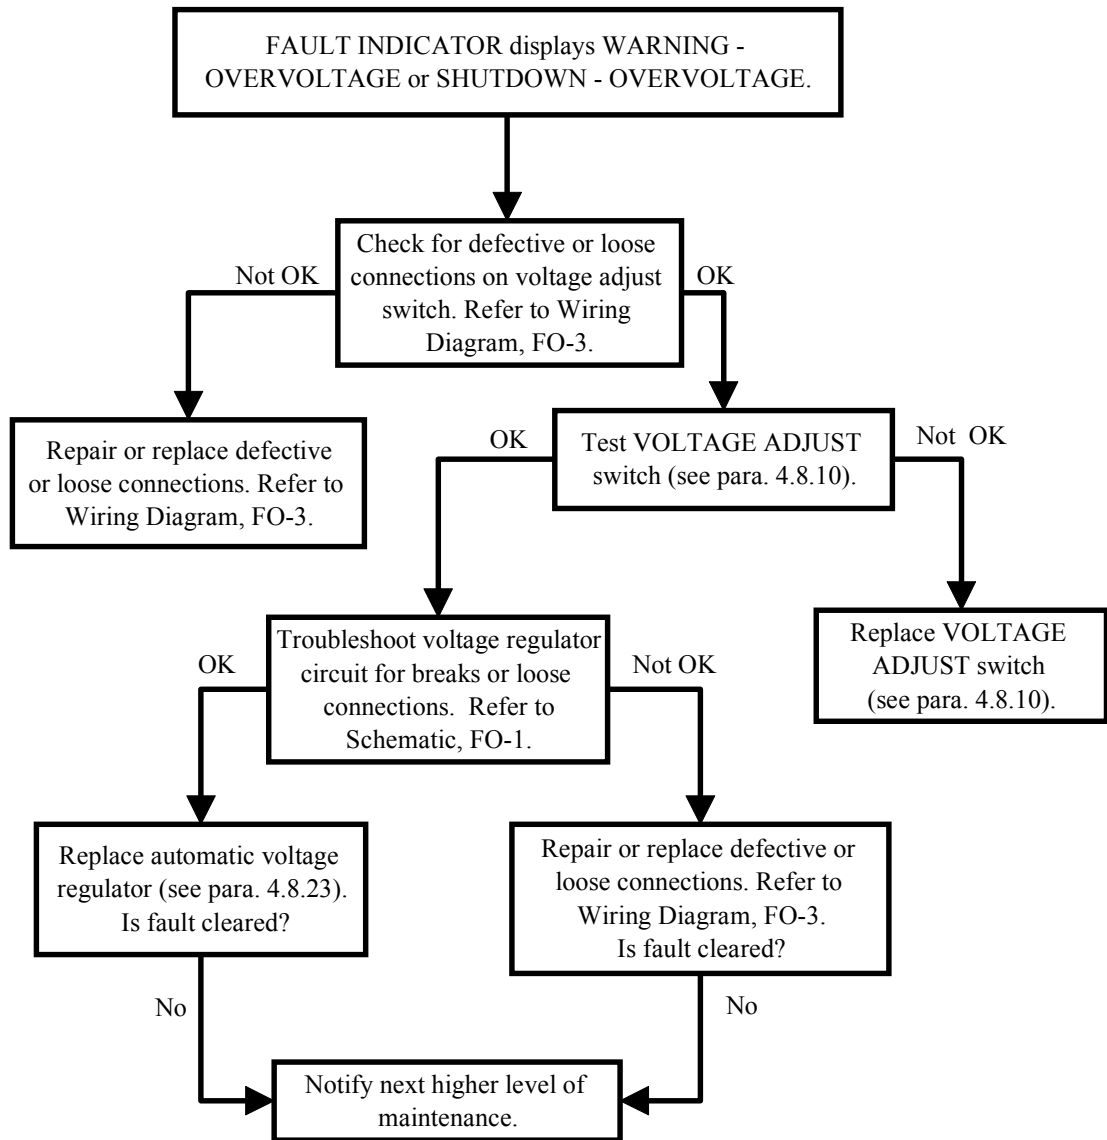 FAULT INDICATOR displays WARNING -
OVERVOLTAGE or SHUTDOWN - OVERVOLTAGE.
Check for defective or loose
connections on voltage adjust
switch. Refer to Wiring
Diagram, FO-3.
Not OK
OK
Repair or replace defective
or loose connections. Refer to
Wiring Diagram, FO-3.
Test VOLTAGE ADJUST
switch (see para. 4.8.10).
OK
Not OK
Troubleshoot voltage regulator
circuit for breaks or loose
connections. Refer to
Schematic, FO-1.
Replace VOLTAGE
ADJUST switch
(see para. 4.8.10).
OK
Not OK
Replace automatic voltage
regulator (see para. 4.8.23).
Is fault cleared?
Repair or replace defective or
loose connections. Refer to
Wiring Diagram, FO-3.
Is fault cleared?
No
No
Notify next higher level of
maintenance.